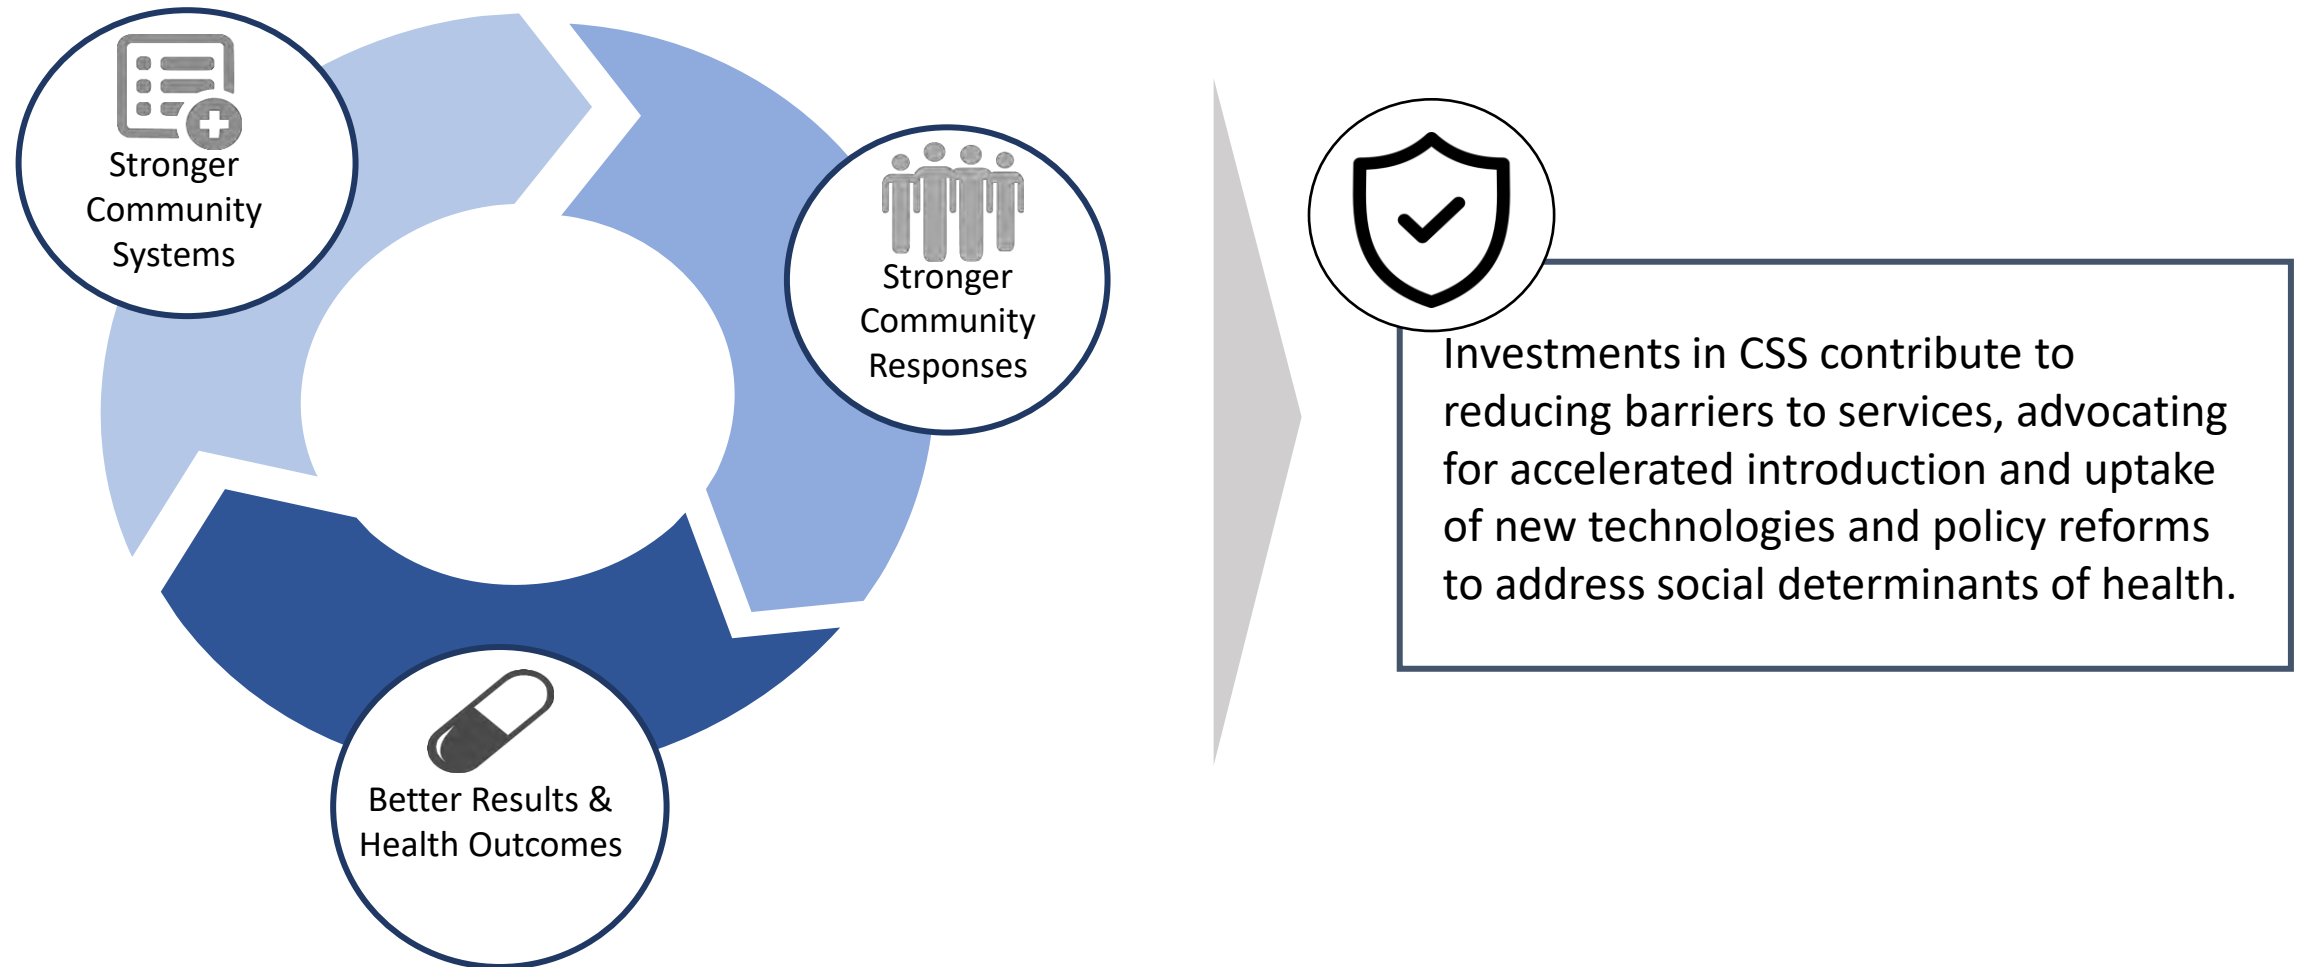 Stronger
Community
Systems
Stronger
Community
Responses
Better Results &
Health Outcomes
Investments in CSS contribute to
reducing barriers to services, advocating
for accelerated introduction and uptake
of new technologies and policy reforms
to address social determinants of health.